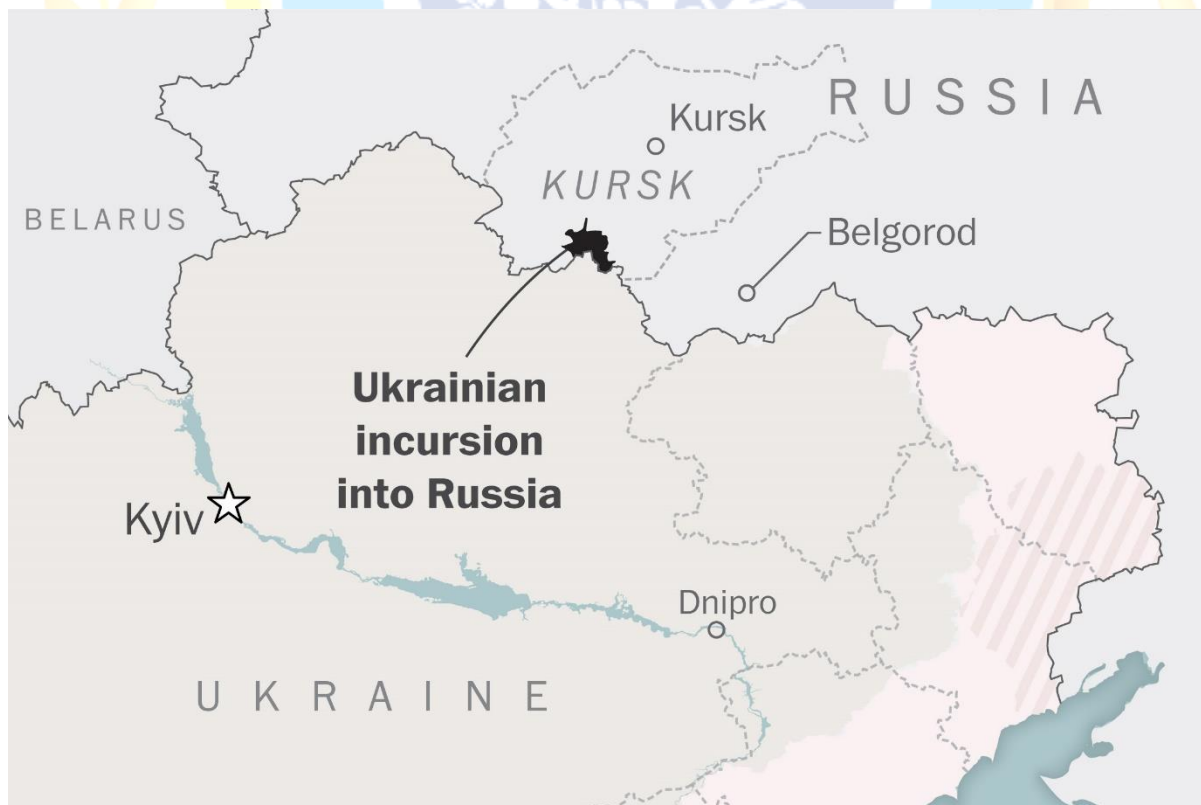 RUSSIA
Kursk
KURSK
BELARUS
Belgorod
Ukrainian
incursion
into Russia
Kyiv
Dnipro
UKRAINE